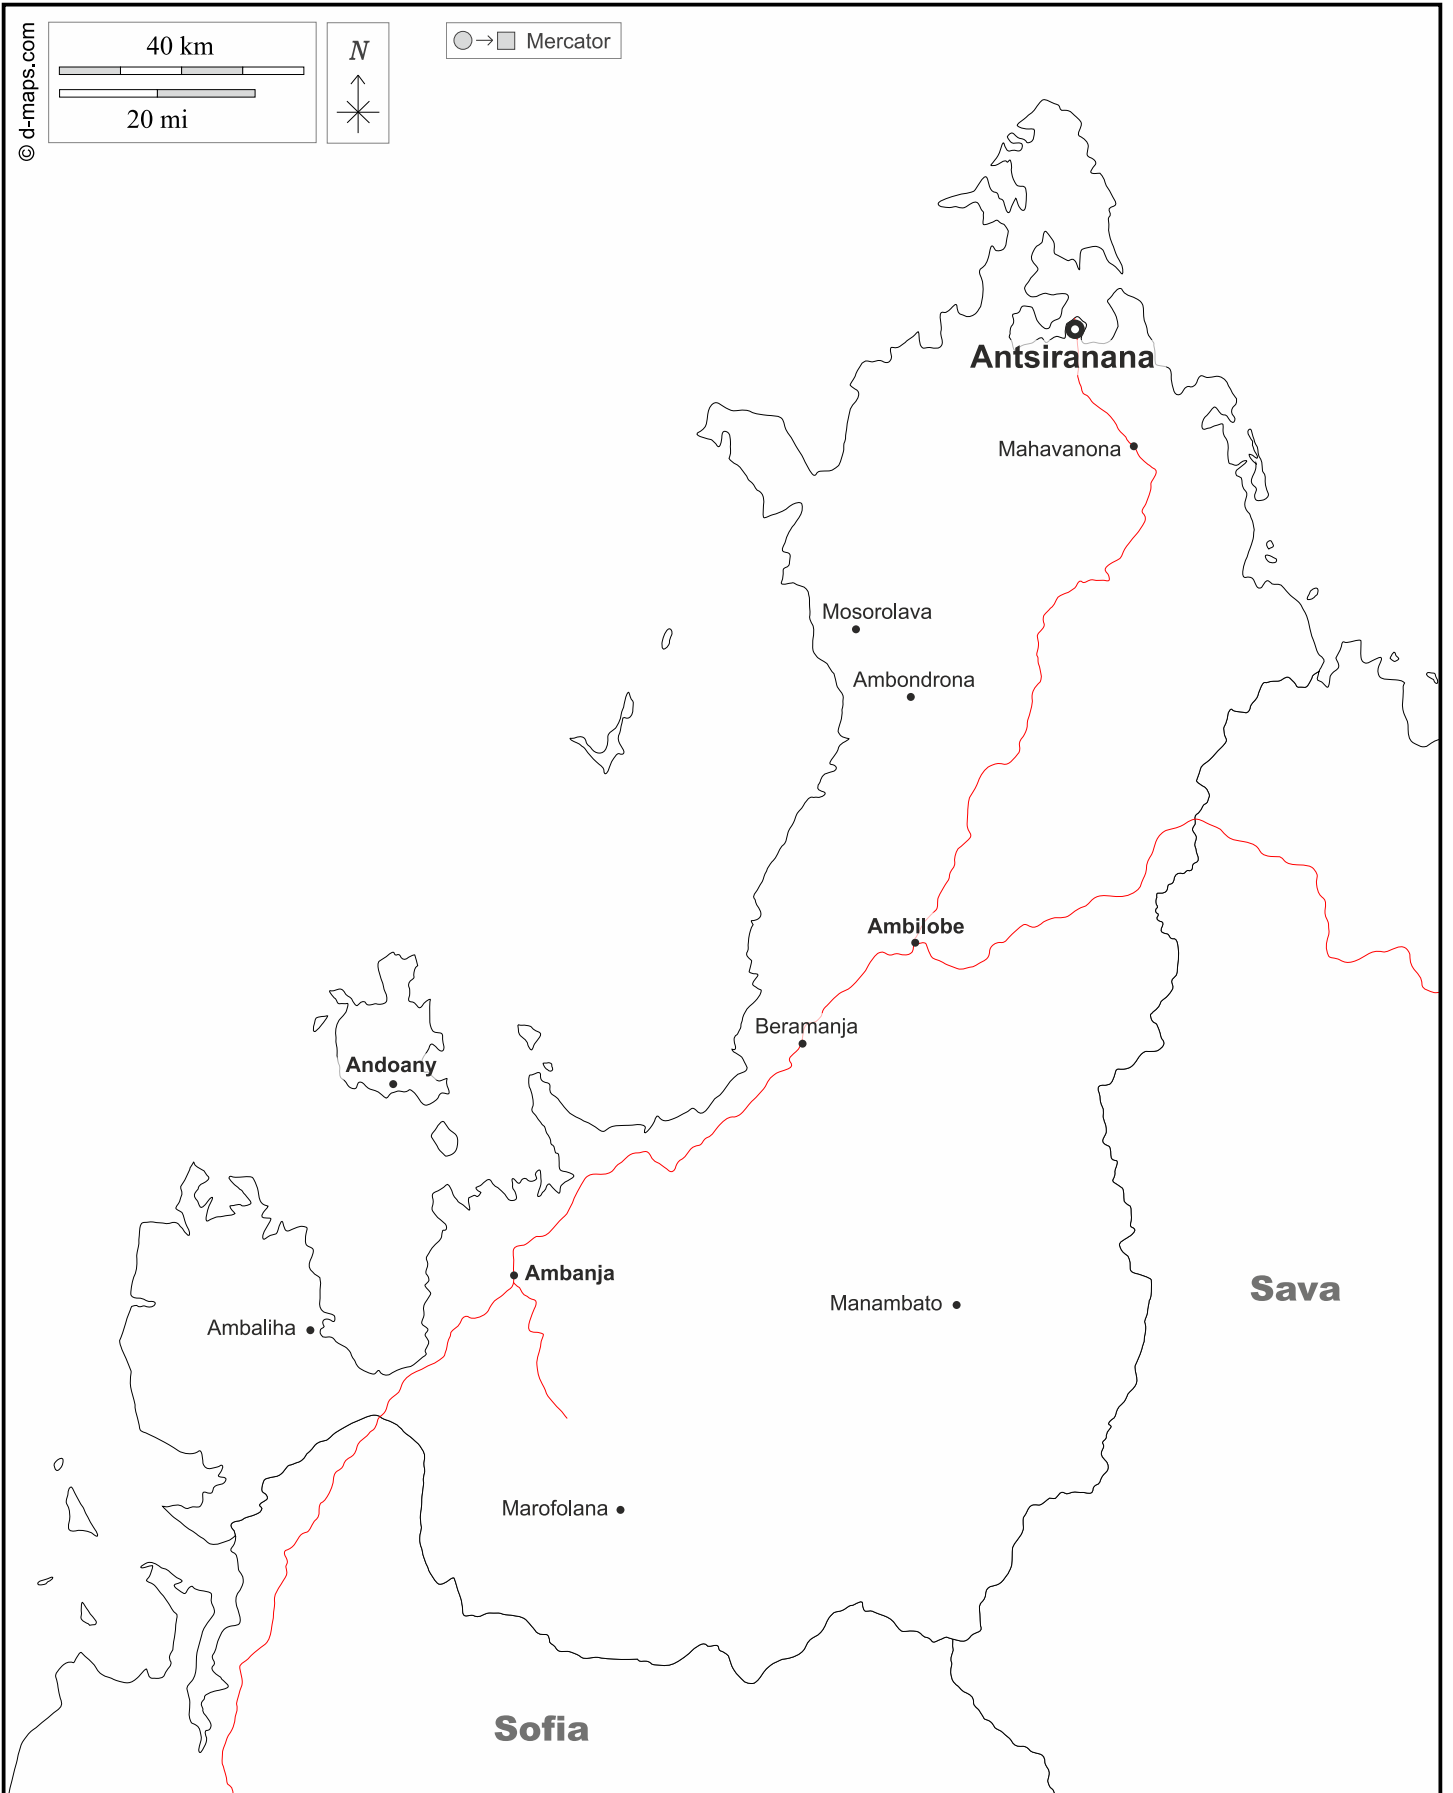 © d-maps.com
40 km
20 mi
N
Mercator
Antsiranana
Mahavanona
Mosorolava
Ambondrona
Ambilobe
Beramanja
Andoany
Ambanja
Sava
Manambato
Ambaliha
Marofolana
Sofia